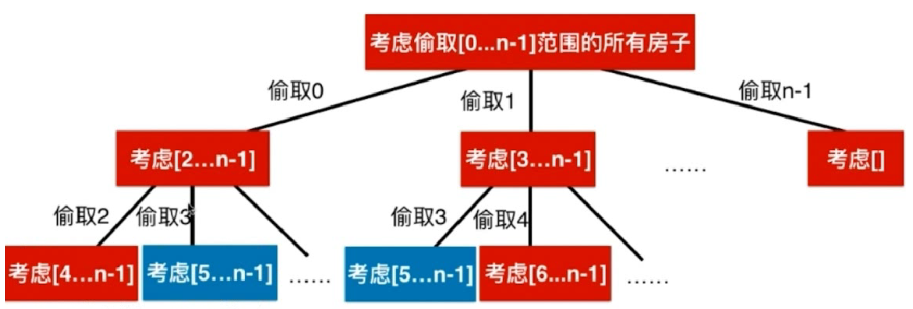 考虑偷取[0...n-1]范围的所有房子
偷取0
偷取1
偷取n-1
考虑[2...n-1]
考虑[3...n-1]
......
考虑[]
偷取2
偷取3
偷取3
偷取4
考虑[4...n-1]
考虑[5...n-1]
......
考虑[5...n-1]
考虑[6...n-1]
......